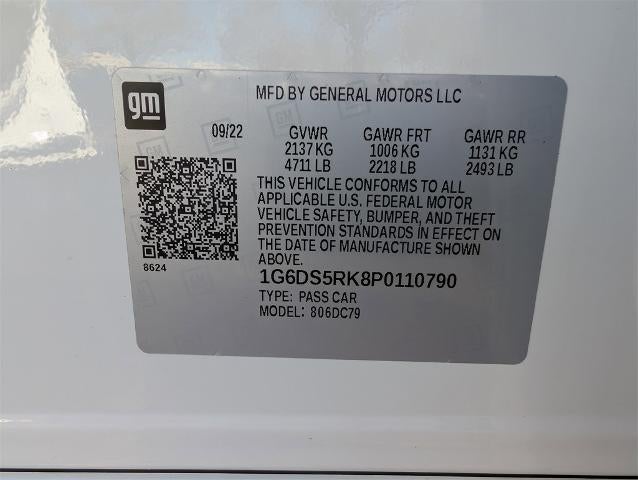 gm
MFD BY GENERAL MOTORS LLC
09/22 GVWR GAWR FRT GAWR RR
2137 KG 1006 KG 1131 KG
4711 LB 2218 LB 2493 LB
THIS VEHICLE CONFORMS TO ALL
APPLICABLE U.S. FEDERAL MOTOR
VEHICLE SAFETY, BUMPER, AND THEFT
PREVENTION STANDARDS IN EFFECT ON
THE DATE OF MANUFACTURE SHOWN
ABOVE.
8624
1G6DS5RK8P0110790
TYPE: PASS CAR
MODEL: 806DC79